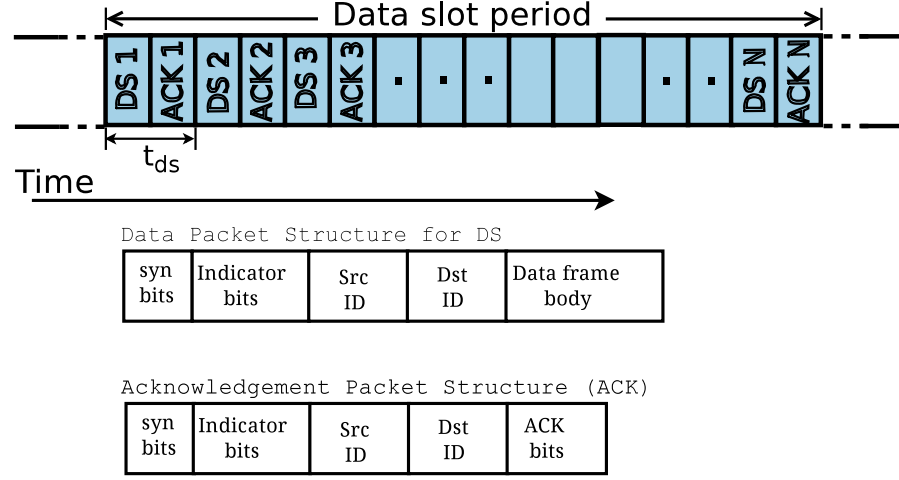 Data slot period
DS 1 ACK 1 DS 2 ACK 2 DS 3 ACK 3 . . . . . DS N ACK N
tds
Time
Data Packet Structure for DS
syn bits Indicator bits Src ID Dst ID Data frame body
Acknowledgement Packet Structure (ACK)
syn bits Indicator bits Src ID Dst ID ACK bits